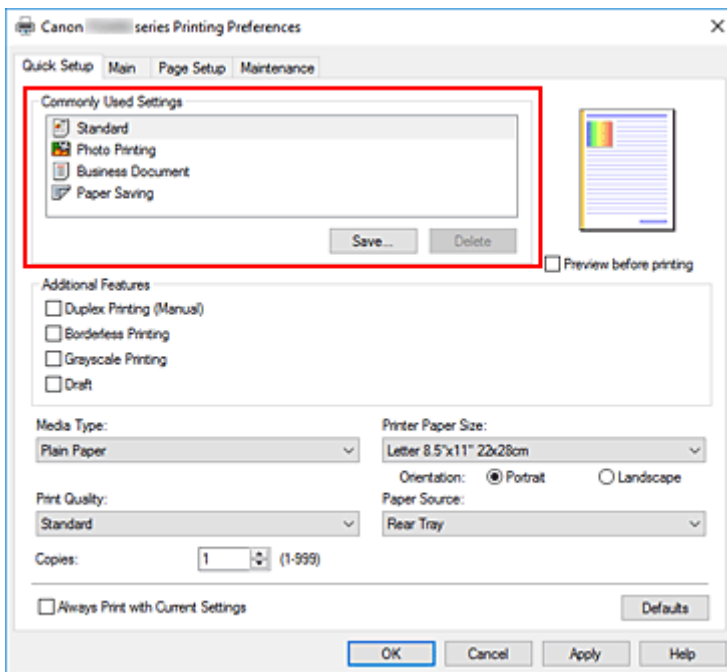 Canon series Printing Preferences
Quick Setup Main Page Setup Maintenance
Commonly Used Settings
Standard
Photo Printing
Business Document
Paper Saving
Save... Delete
Preview before printing
Additional Features
Duplex Printing (Manual)
Borderless Printing
Grayscale Printing
Draft
Media Type: Printer Paper Size:
Plain Paper Letter 8.5"x11" 22x28cm
Orientation: Portrait Landscape
Print Quality: Paper Source:
Standard Rear Tray
Copies: 1 (1-999)
Always Print with Current Settings Defaults
OK Cancel Apply Help